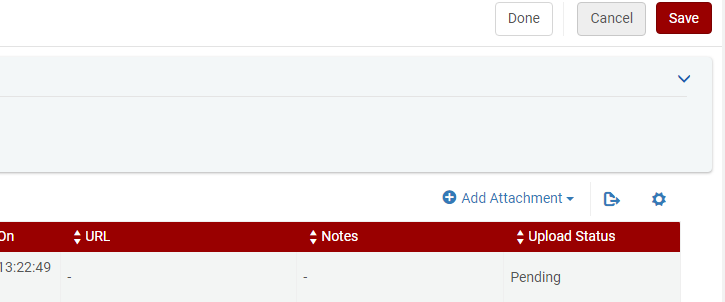 Done Cancel Save
Add Attachment
On URL Notes Upload Status
13:22:49 - - Pending